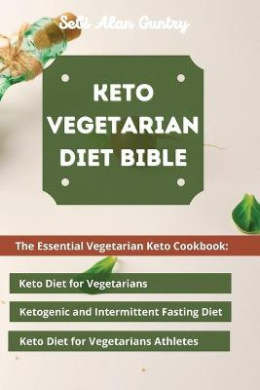 Sebi Alan Guntry
KETO
VEGETARIAN
DIET BIBLE
The Essential Vegetarian Keto Cookbook:
Keto Diet for Vegetarians
Ketogenic and Intermittent Fasting Diet
Keto Diet for Vegetarians Athletes